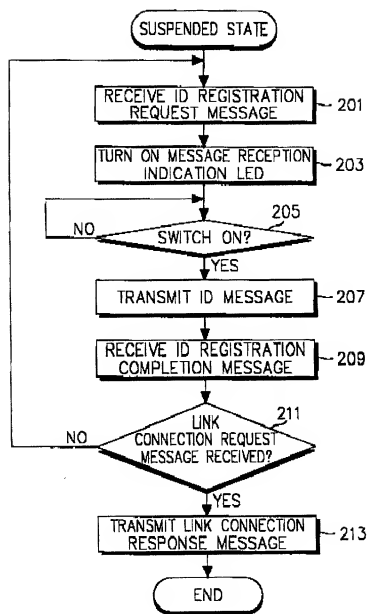 SUSPENDED STATE
RECEIVE ID REGISTRATION
REQUEST MESSAGE
201
TURN ON MESSAGE RECEPTION
INDICATION LED
203
205
SWITCH ON?
NO
YES
TRANSMIT ID MESSAGE
207
RECEIVE ID REGISTRATION
COMPLETION MESSAGE
209
211
LINK
CONNECTION REQUEST
MESSAGE RECEIVED?
NO
YES
TRANSMIT LINK CONNECTION
RESPONSE MESSAGE
213
END